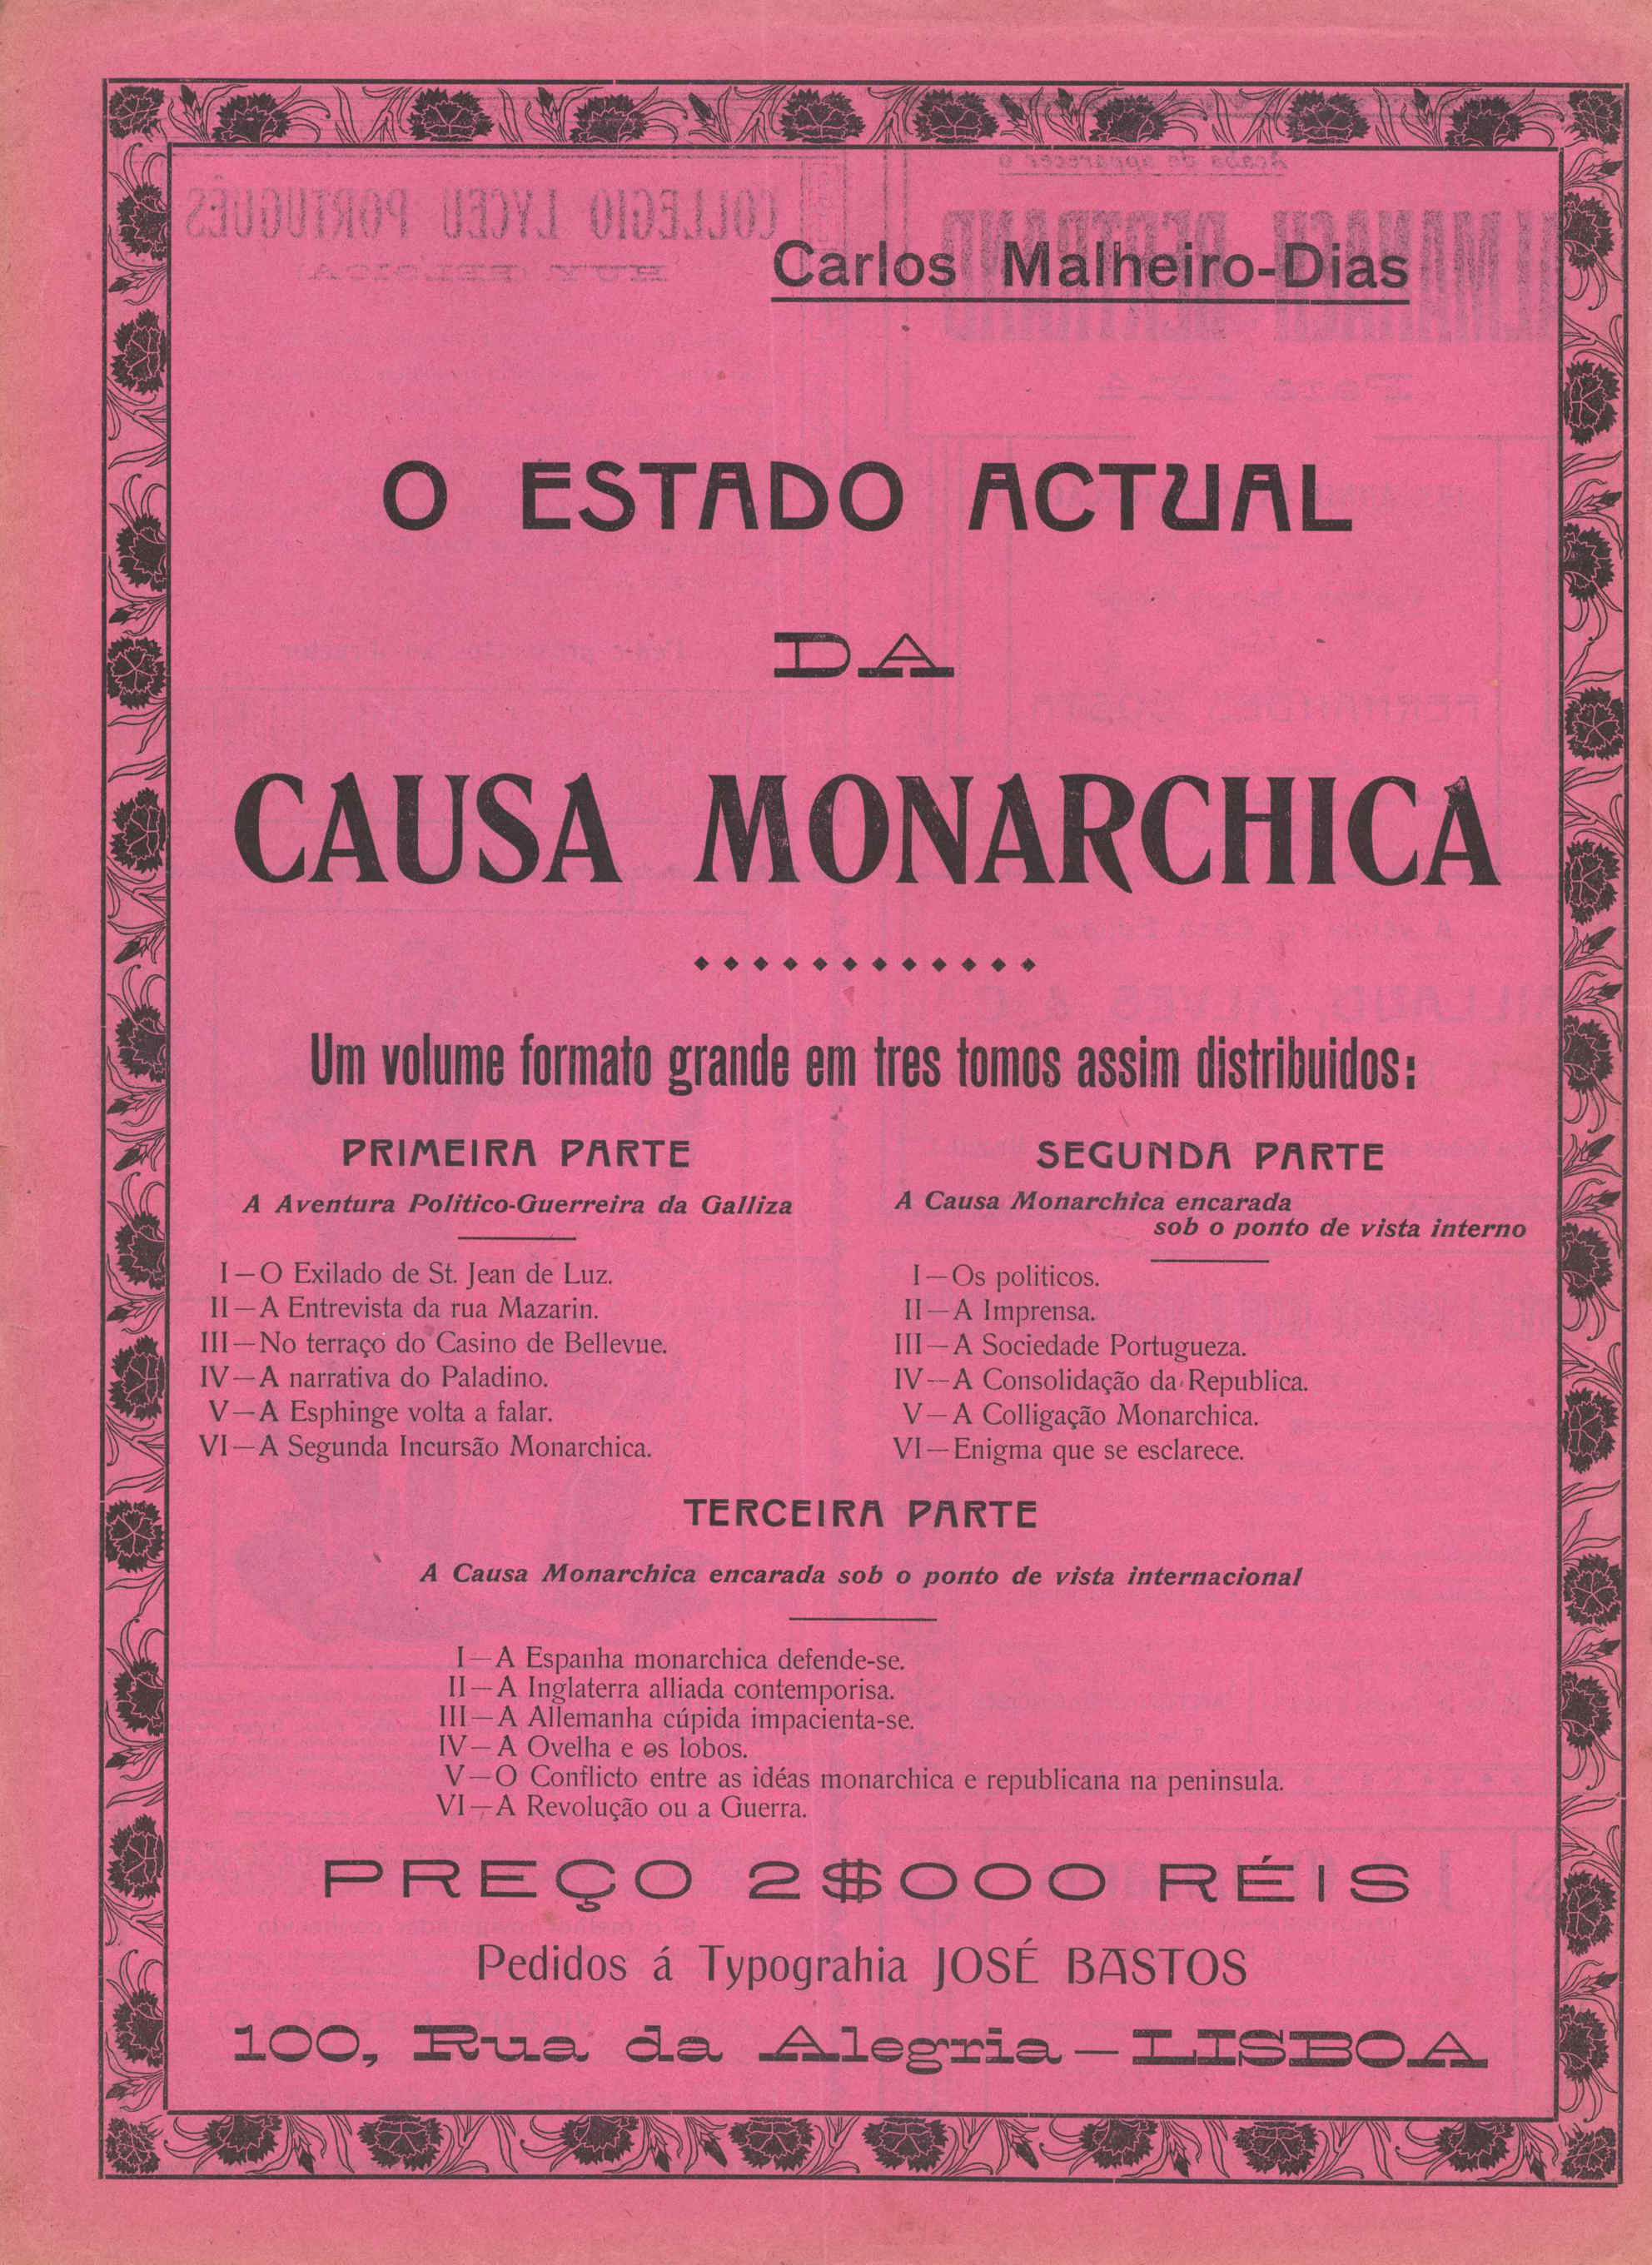 Carlos Malheiro-Dias
O ESTADO ACTUAL
DA
CAUSA MONARCHICA
Um volume formato grande em tres tomos assim distribuidos:
PRIMEIRA PARTE
A Aventura Politico-Guerreira da Galliza
I—O Exilado de St. Jean de Luz.
II—A Entrevista da rua Mazarin.
III—No terraço do Casino de Bellevue.
IV—A narrativa do Paladino.
V—A Esphinge volta a falar.
VI—A Segunda Incursão Monarchica.
SEGUNDA PARTE
A Causa Monarchica encarada
sob o ponto de vista interno
I—Os politicos.
II—A Imprensa.
III—A Sociedade Portugueza.
IV—A Consolidação da Republica.
V—A Colligação Monarchica.
VI—Enigma que se esclarece.
TERCEIRA PARTE
A Causa Monarchica encarada sob o ponto de vista internacional
I—A Espanha monarchica defende-se.
II—A Inglaterra alliada contemporisa.
III—A Allemanha cúpida impacienta-se.
IV—A Ovelha e os lobos.
V—O Conflicto entre as idéas monarchica e republicana na peninsula.
VI—A Revolução ou a Guerra.
PREÇO 2$000 RÉIS
Pedidos á Typograhia JOSÉ BASTOS
100, Rua da Alegria—LISBOA